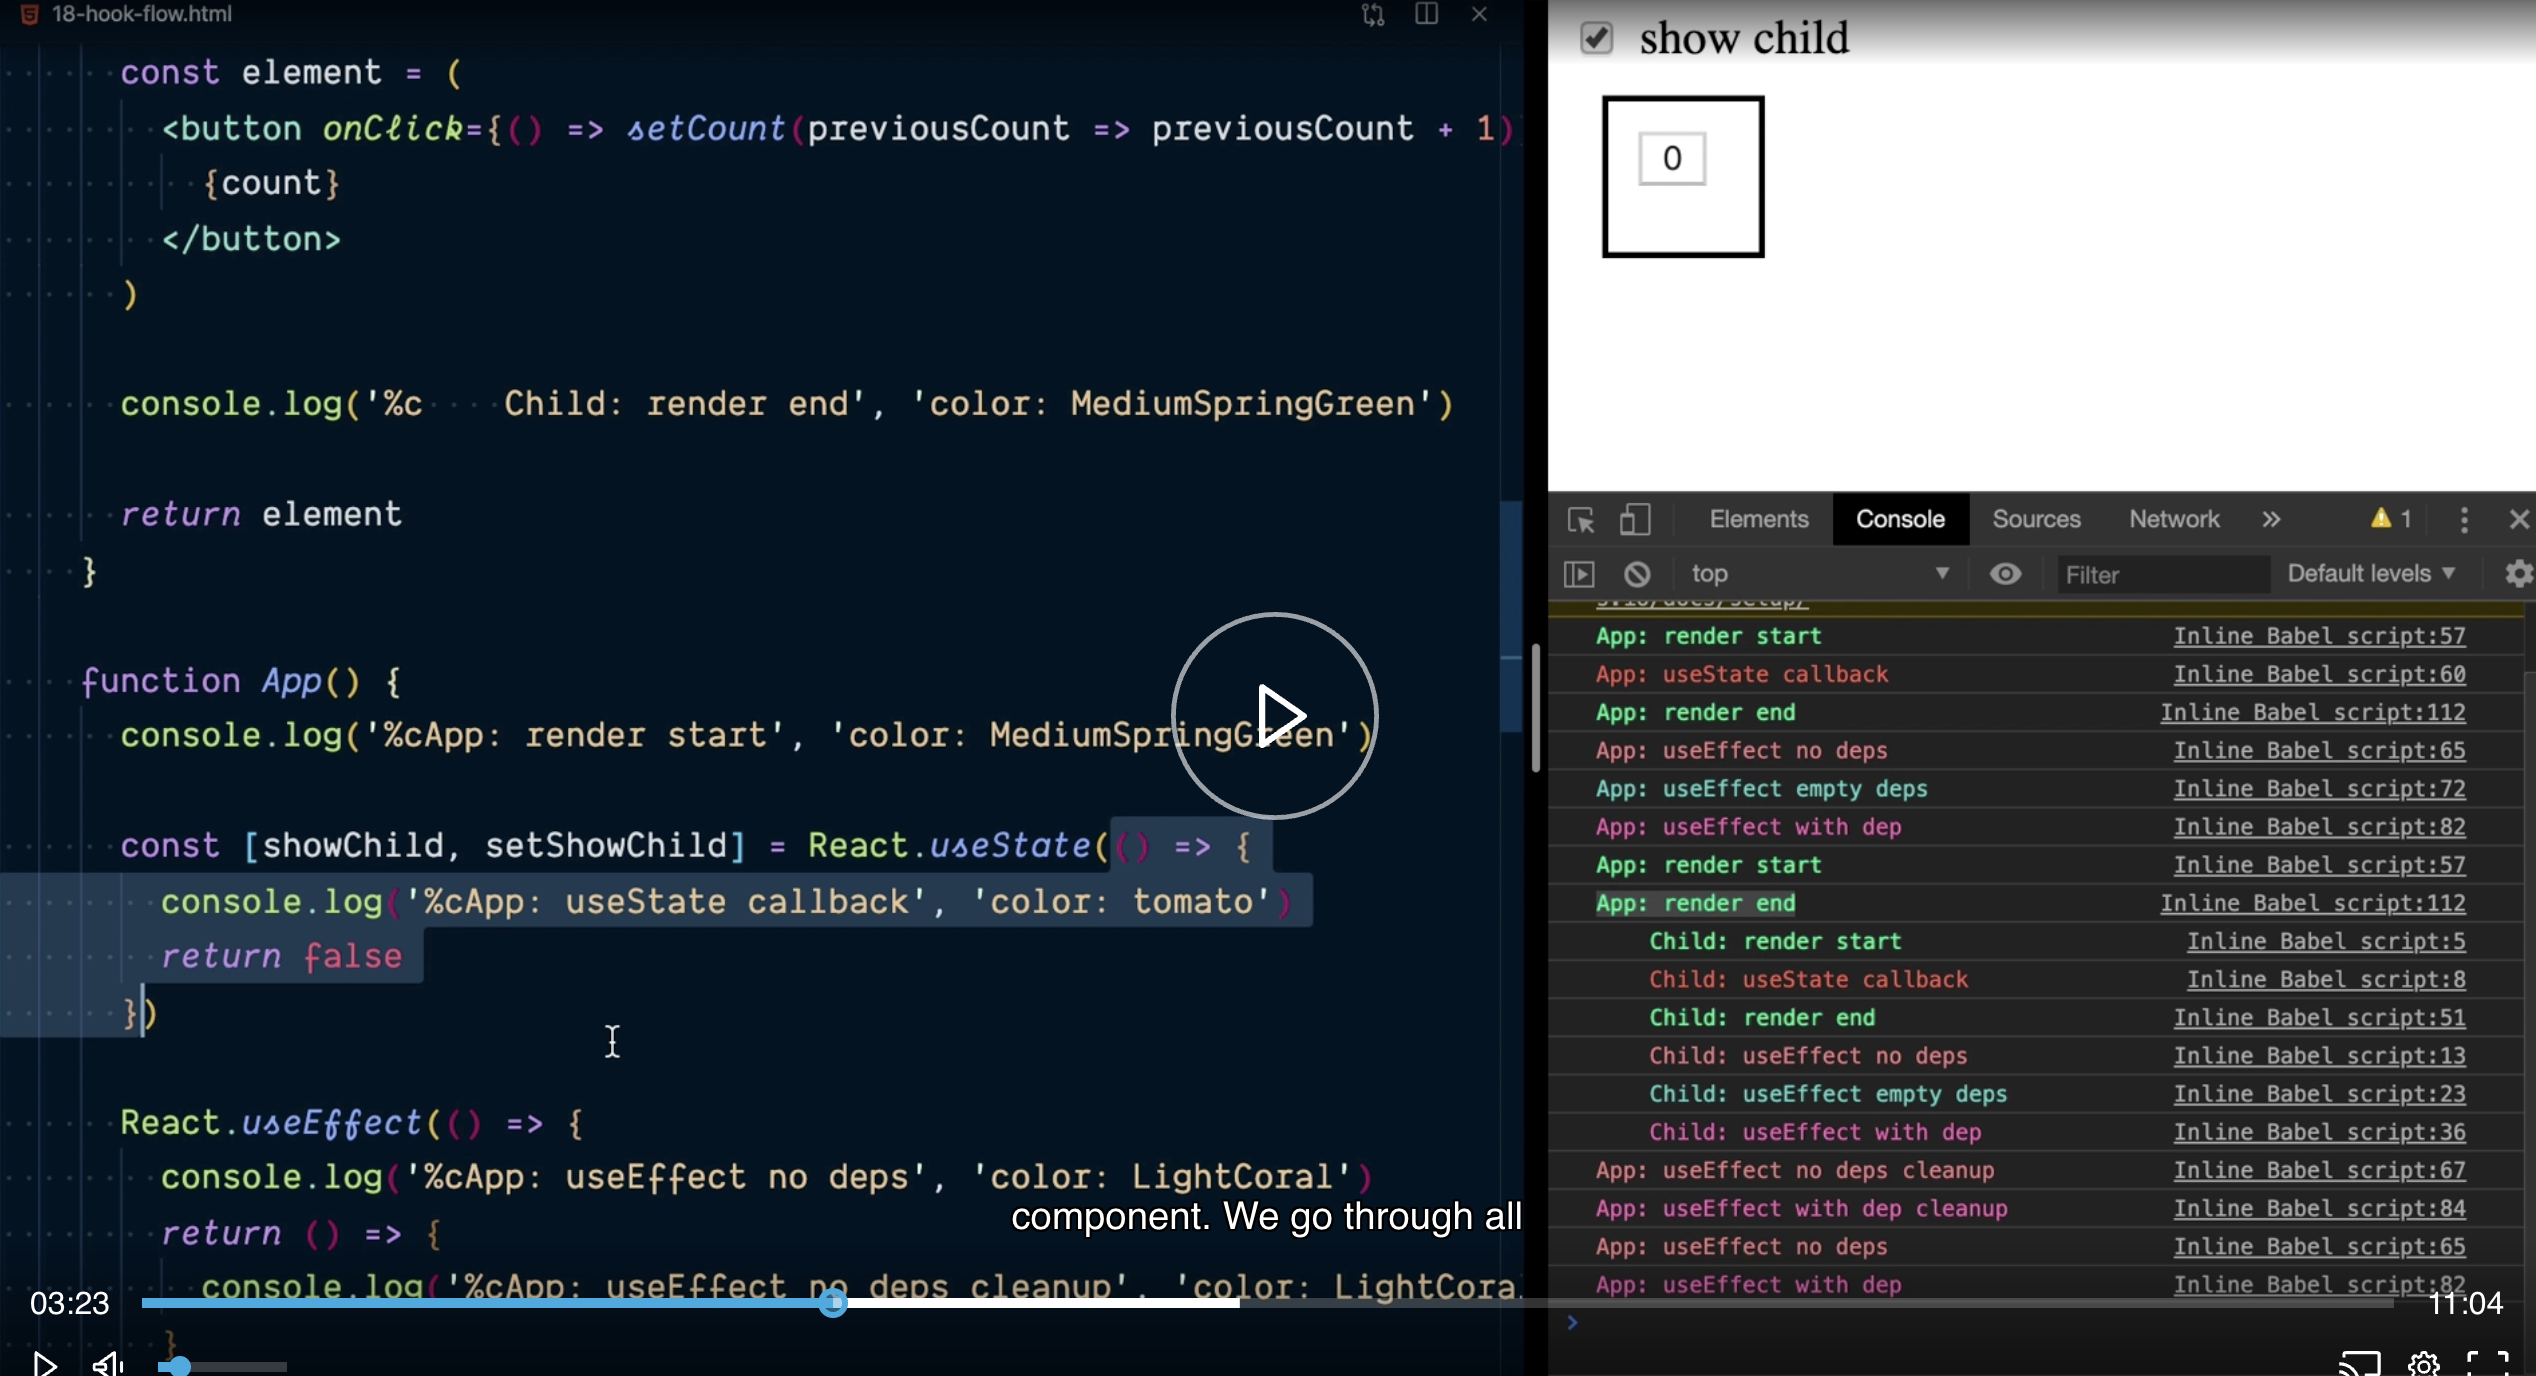 18-hook-flow.html
const element = (
<button onClick={() => setCount(previousCount => previousCount + 1)
{count}
</button>
)
console.log('%c    Child: render end', 'color: MediumSpringGreen')
return element
}
function App() {
console.log('%cApp: render start', 'color: MediumSpringGreen')
const [showChild, setShowChild] = React.useState(() => {
console.log('%cApp: useState callback', 'color: tomato')
return false
})
React.useEffect(() => {
console.log('%cApp: useEffect no deps', 'color: LightCoral')
return () => {
console.log('%cApp: useEffect no deps cleanup', 'color: LightCora
}
component. We go through all
03:23
11:04
show child
0
Elements Console Sources Network » 1
top Filter Default levels
s.io/docs/setup/
App: render start Inline Babel script:57
App: useState callback Inline Babel script:60
App: render end Inline Babel script:112
App: useEffect no deps Inline Babel script:65
App: useEffect empty deps Inline Babel script:72
App: useEffect with dep Inline Babel script:82
App: render start Inline Babel script:57
App: render end Inline Babel script:112
Child: render start Inline Babel script:5
Child: useState callback Inline Babel script:8
Child: render end Inline Babel script:51
Child: useEffect no deps Inline Babel script:13
Child: useEffect empty deps Inline Babel script:23
Child: useEffect with dep Inline Babel script:36
App: useEffect no deps cleanup Inline Babel script:67
App: useEffect with dep cleanup Inline Babel script:84
App: useEffect no deps Inline Babel script:65
App: useEffect with dep Inline Babel script:82